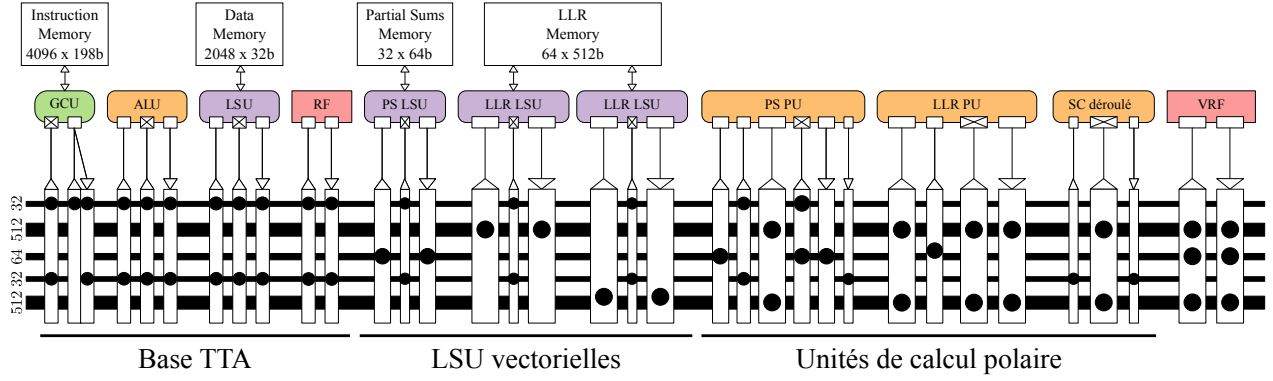 Instruction
Memory
4096 x 198b
Data
Memory
2048 x 32b
Partial Sums
Memory
32 x 64b
LLR
Memory
64 x 512b
GCU
ALU
LSU
RF
PS LSU
LLR LSU
LLR LSU
PS PU
LLR PU
SC déroulé
VRF
32
512
64
32
512
Base TTA
LSU vectorielles
Unités de calcul polaire